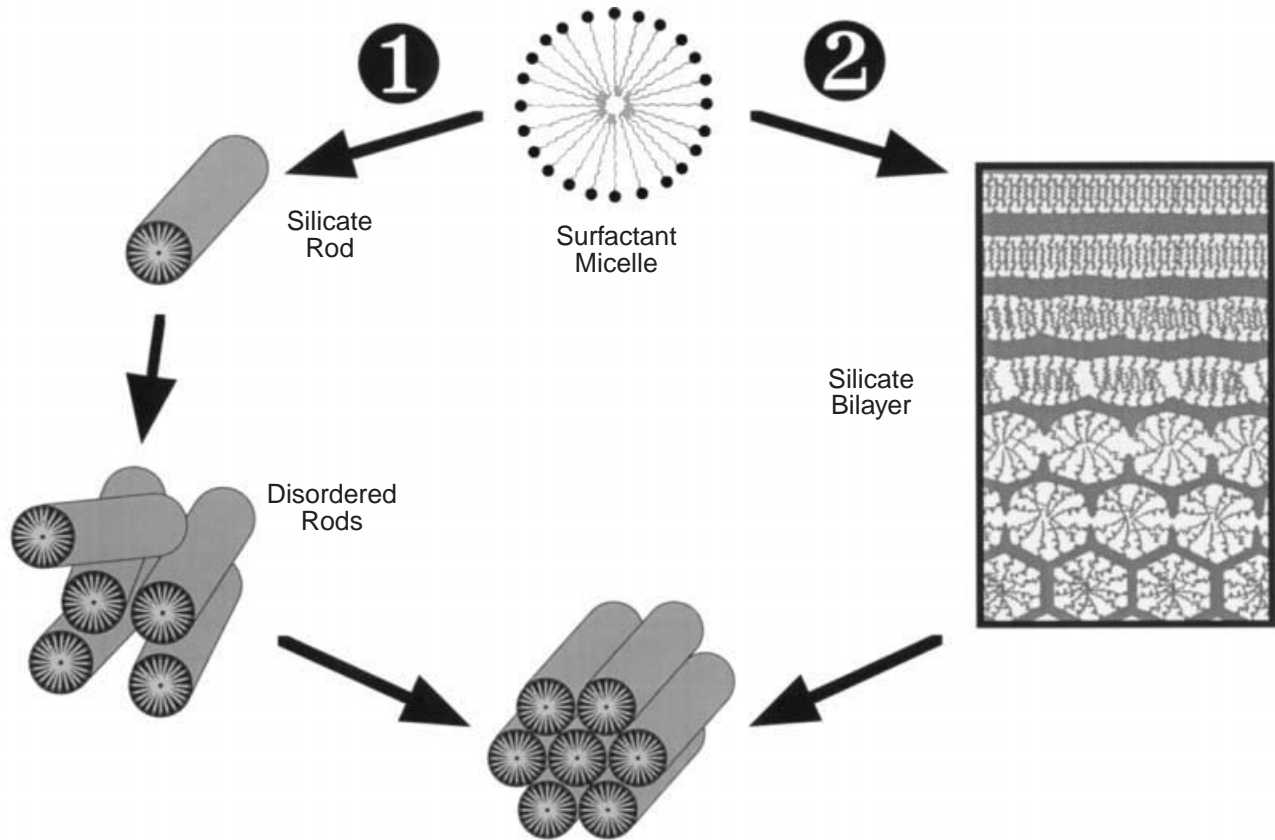 1
2
Silicate
Rod
Surfactant
Micelle
Silicate
Bilayer
Disordered
Rods